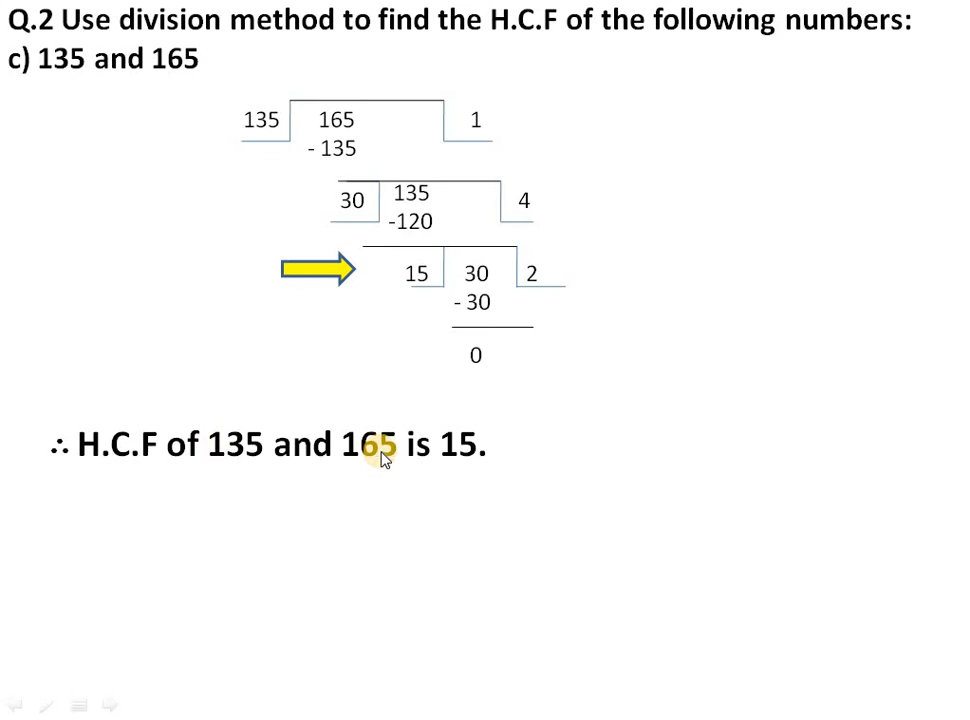 Q.2 Use division method to find the H.C.F of the following numbers:
c) 135 and 165
135 165 1
- 135
30 135 4
-120
15 30 2
- 30
0
∴ H.C.F of 135 and 165 is 15.